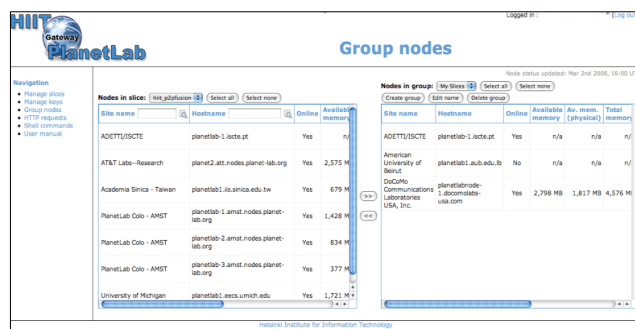 HIIT
Gateway
PlanetLab
Logged in :
* (Log out
Group nodes
Node status updated: Mar 2nd 2008, 16:00 UT
Navigation
Manage slices
Manage keys
Group nodes
HTTP requests
Shell commands
User manual
Nodes in slice: hiit_p2pfusion Select all Select none
Site name Hostname Online Available memory
ADETTI/ISCTE planetlab-1.iscte.pt Yes n/
AT&T Labs--Research planet2.att.nodes.planet-lab.org Yes 2,575 M
Academia Sinica - Taiwan planetlab1.iis.sinica.edu.tw Yes 679 M
PlanetLab Colo - AMST planetlab-1.amst.nodes.planet-lab.org Yes 1,428 M
PlanetLab Colo - AMST planetlab-2.amst.nodes.planet-lab.org Yes 834 M
PlanetLab Colo - AMST planetlab-3.amst.nodes.planet-lab.org Yes 377 M
University of Michigan planetlab1.eecs.umich.edu Yes 1,721 M
>>
<<
Nodes in group: My Slices Select all Select none
Create group Edit name Delete group
Site name Hostname Online Available memory Av. mem. (physical) Total memory
ADETTI/ISCTE planetlab-1.iscte.pt Yes n/a n/a n/a
American University of Beirut planetlab1.aub.edu.lb No n/a n/a n/a
DoCoMo Communications Laboratories USA, Inc. planetlabnode-1.docomolabs-usa.com Yes 2,798 MB 1,817 MB 4,576 M
Helsinki Institute for Information Technology